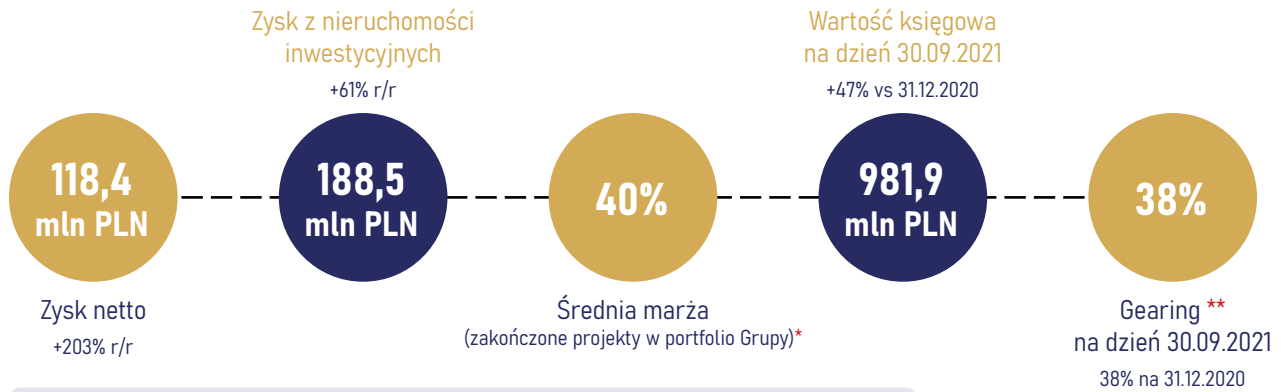 Zysk z nieruchomości
inwestycyjnych
+61% r/r
Wartość księgowa
na dzień 30.09.2021
+47% vs 31.12.2020
118,4
mln PLN
188,5
mln PLN
40%
981,9
mln PLN
38%
Zysk netto
+203% r/r
Średnia marża
(zakończone projekty w portfolio Grupy)*
Gearing **
na dzień 30.09.2021
38% na 31.12.2020